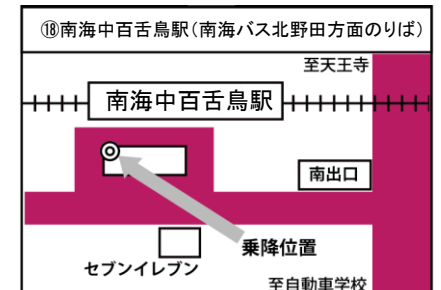 ⑱南海中百舌鳥駅(南海バス北野田方面のりば)
至天王寺
南海中百舌鳥駅
南出口
乗降位置
セブンイレブン
至自動車学校